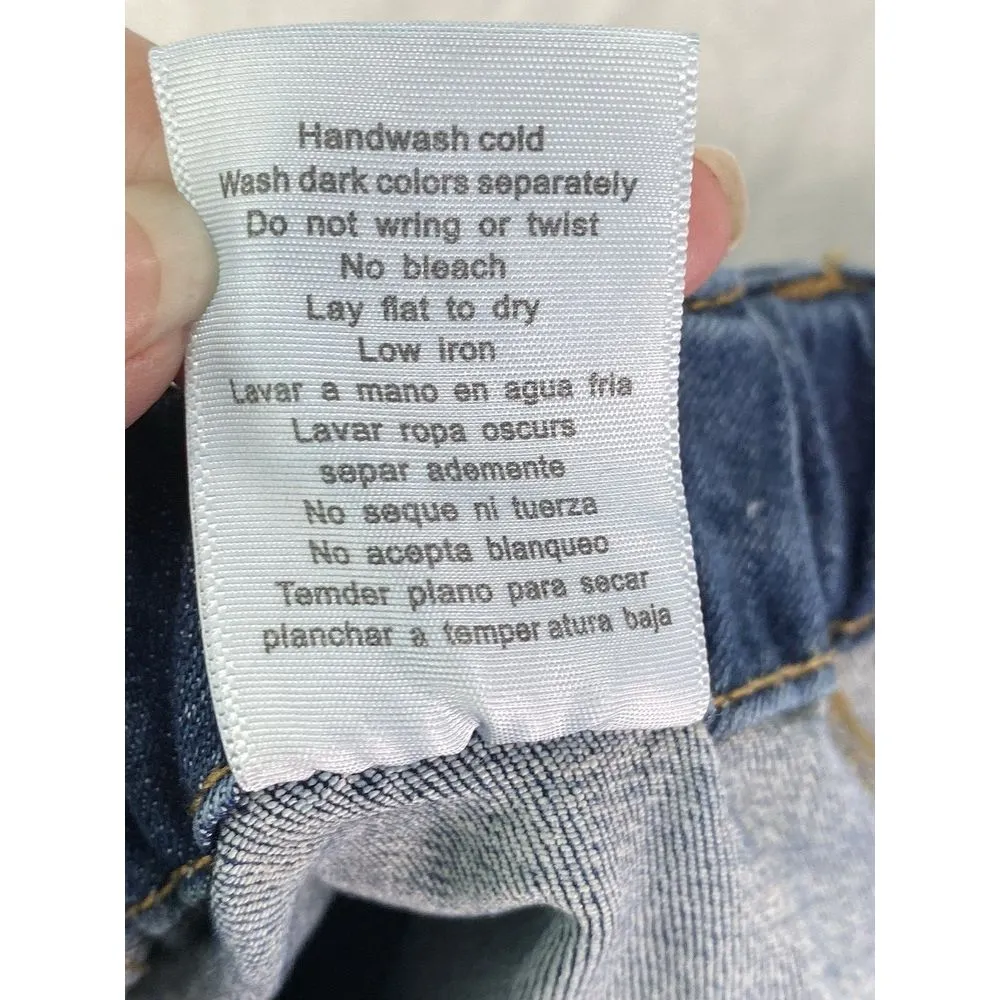 Handwash cold
Wash dark colors separately
Do not wring or twist
No bleach
Lay flat to dry
Low iron
Lavar a mano en agua fria
Lavar ropa oscurs
separ ademente
No seque ni tuerza
No acepta blanqueo
Temder plano para secar
planchar a temper atura baja